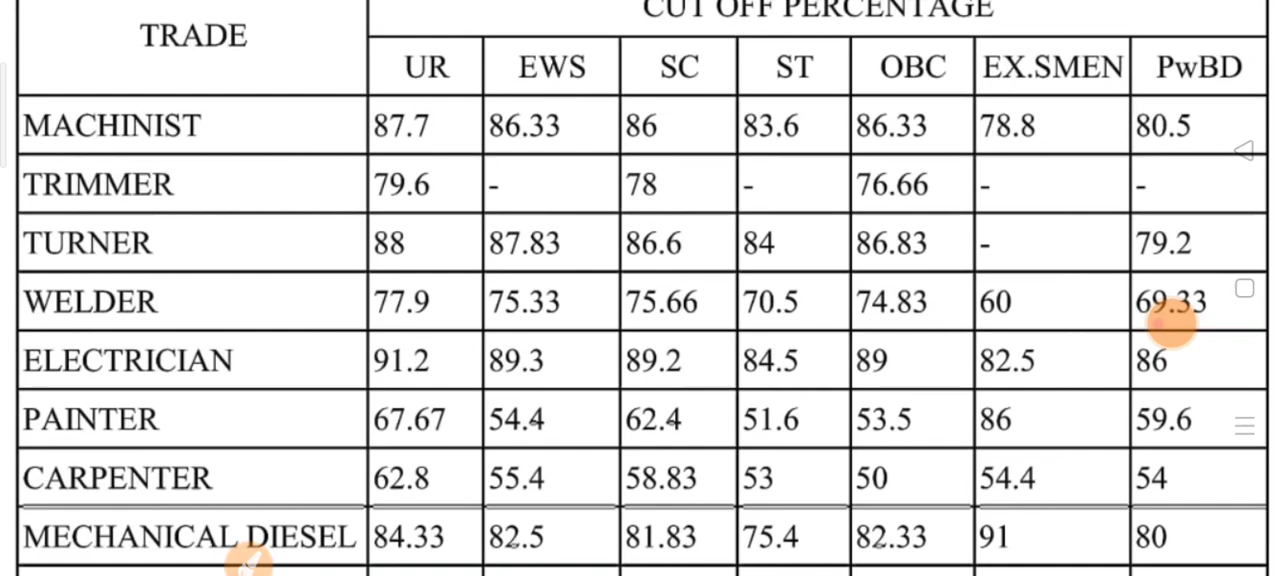 CUT OFF PERCENTAGE
TRADE
UR EWS SC ST OBC EX.SMEN PwBD
MACHINIST 87.7 86.33 86 83.6 86.33 78.8 80.5
TRIMMER 79.6 - 78 - 76.66 - -
TURNER 88 87.83 86.6 84 86.83 - 79.2
WELDER 77.9 75.33 75.66 70.5 74.83 60 69.33
ELECTRICIAN 91.2 89.3 89.2 84.5 89 82.5 86
PAINTER 67.67 54.4 62.4 51.6 53.5 86 59.6
CARPENTER 62.8 55.4 58.83 53 50 54.4 54
MECHANICAL DIESEL 84.33 82.5 81.83 75.4 82.33 91 80